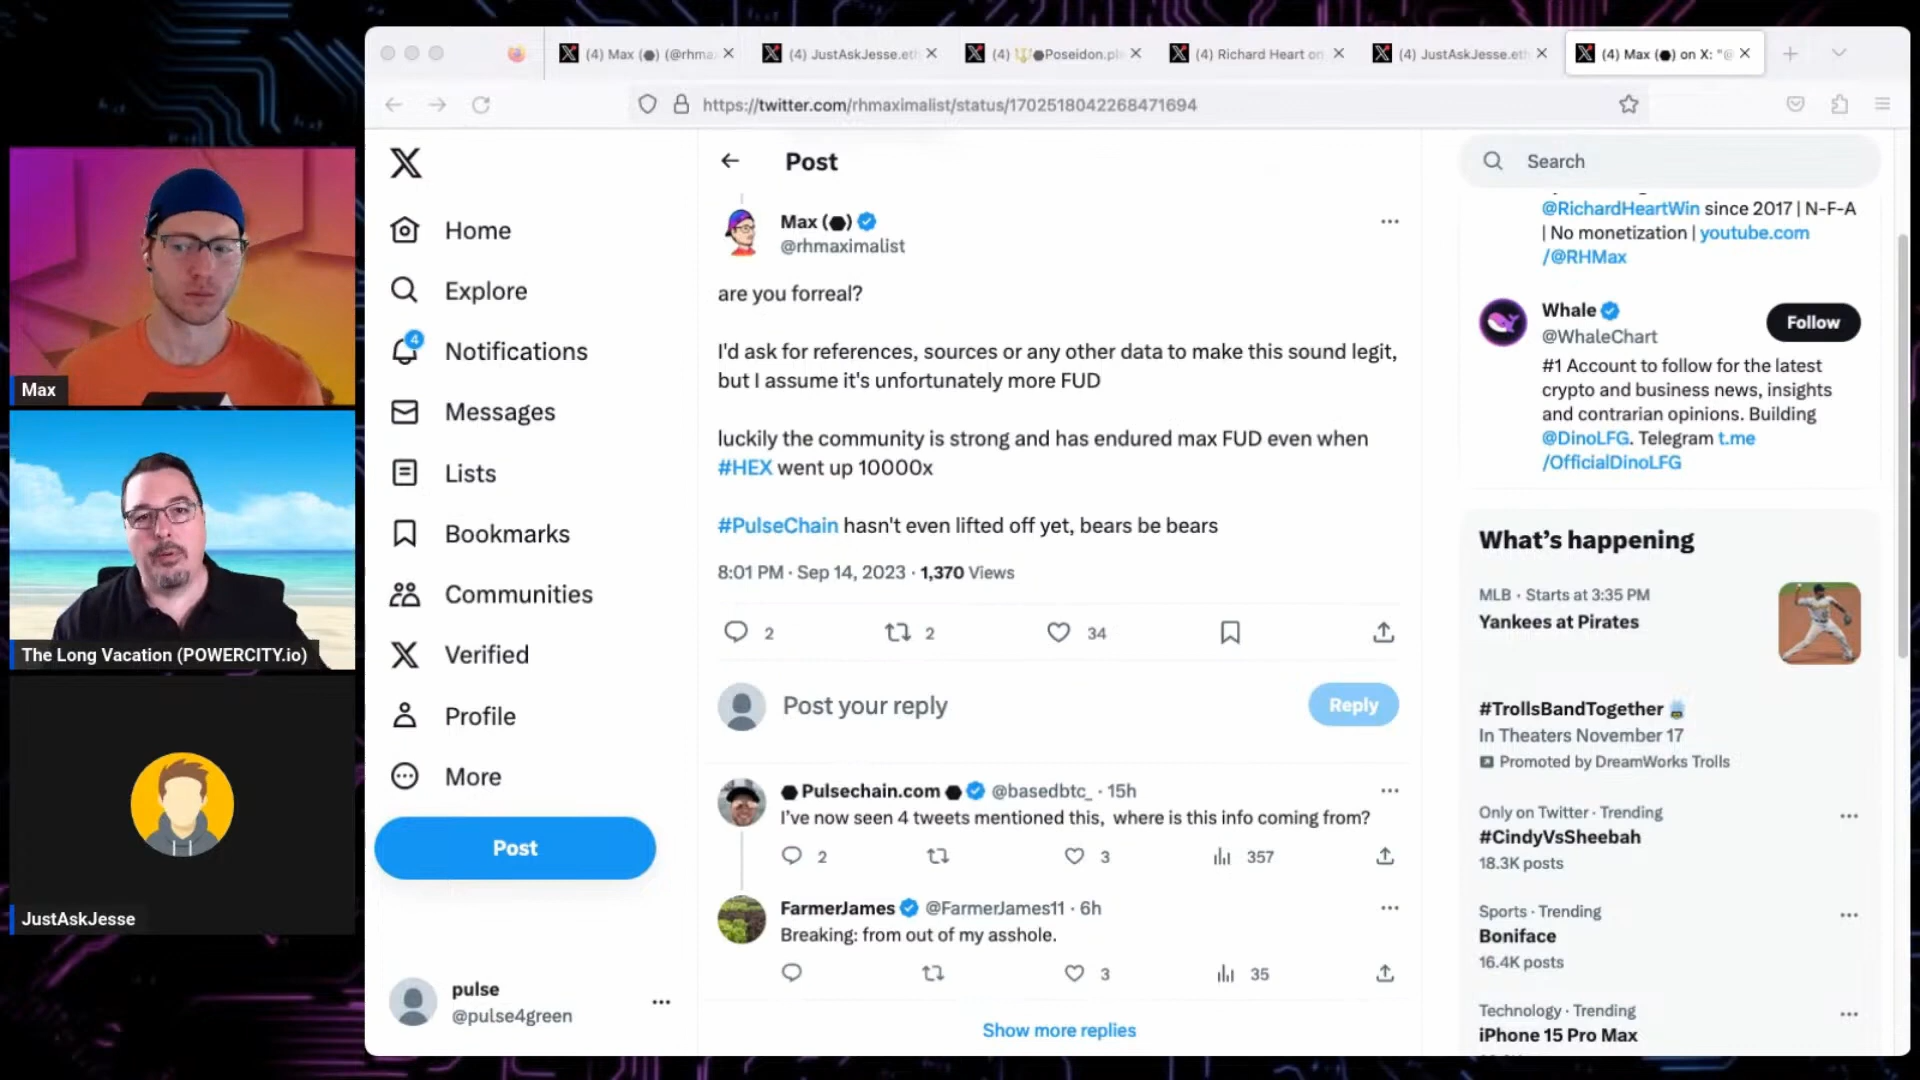 (4) Max (⬣) (@rhma
(4) JustAskJesse.eth
(4) 🔱⬣Poseidon.pl
(4) Richard Heart on
(4) JustAskJesse.eth
(4) Max (⬣) on X: "@
https://twitter.com/rhmaximalist/status/1702518042268471694
Max
The Long Vacation (POWERCITY.io)
JustAskJesse
X
Home
Explore
4
Notifications
Messages
Lists
Bookmarks
Communities
Verified
Profile
More
Post
pulse
@pulse4green
Post
Max (⬣)
@rhmaximalist
are you forreal?
I'd ask for references, sources or any other data to make this sound legit,
but I assume it's unfortunately more FUD
luckily the community is strong and has endured max FUD even when
#HEX went up 10000x
#PulseChain hasn't even lifted off yet, bears be bears
8:01 PM · Sep 14, 2023 · 1,370 Views
2 2 34
Post your reply
Reply
⬣ Pulsechain.com ⬣ @basedbtc_ · 15h
I've now seen 4 tweets mentioned this, where is this info coming from?
2 3 357
FarmerJames @FarmerJames11 · 6h
Breaking: from out of my asshole.
3 35
Show more replies
Search
@RichardHeartWin since 2017 | N-F-A
| No monetization | youtube.com
/@RHMax
Whale
@WhaleChart
Follow
#1 Account to follow for the latest
crypto and business news, insights
and contrarian opinions. Building
@DinoLFG. Telegram t.me
/OfficialDinoLFG
What's happening
MLB · Starts at 3:35 PM
Yankees at Pirates
#TrollsBandTogether
In Theaters November 17
Promoted by DreamWorks Trolls
Only on Twitter · Trending
#CindyVsSheebah
18.3K posts
Sports · Trending
Boniface
16.4K posts
Technology · Trending
iPhone 15 Pro Max